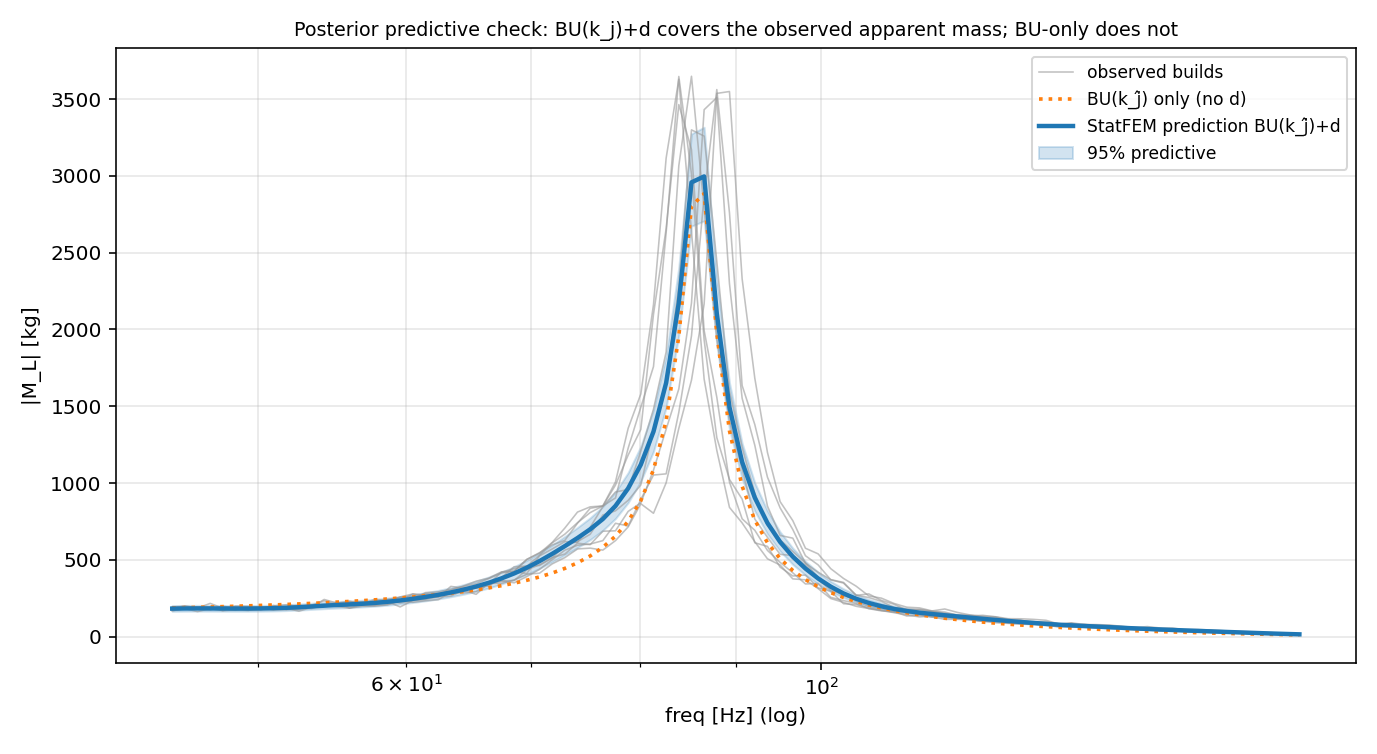 Posterior predictive check: BU(k_j)+d covers the observed apparent mass; BU-only does not
observed builds
BU(k_ĵ) only (no d)
StatFEM prediction BU(k_ĵ)+d
95% predictive
3500
3000
2500
2000
1500
1000
500
0
|M_L| [kg]
6 × 10¹
10²
freq [Hz] (log)